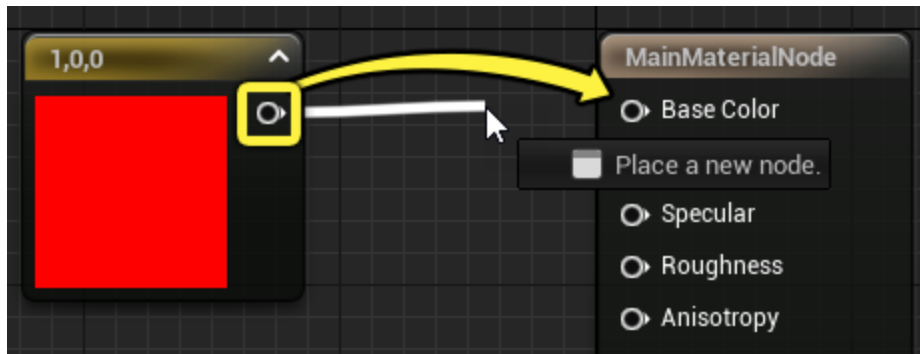 1,0,0
MainMaterialNode
Base Color
Place a new node.
Specular
Roughness
Anisotropy